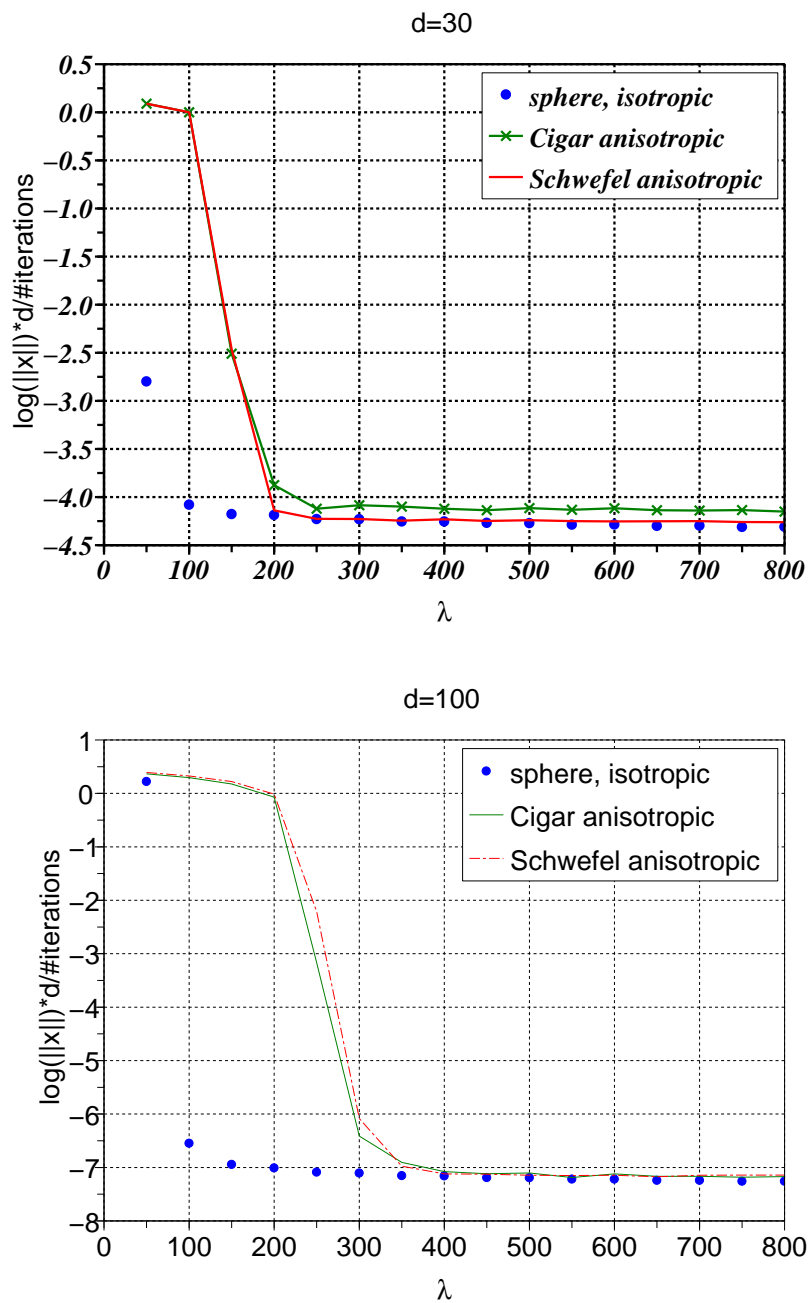 d=30
0.5
0.0
−0.5
−1.0
−1.5
−2.0
−2.5
−3.0
−3.5
−4.0
−4.5
log(||x||)*d/#iterations
sphere, isotropic
Cigar anisotropic
Schwefel anisotropic
0 100 200 300 400 500 600 700 800
λ
d=100
1
0
−1
−2
−3
−4
−5
−6
−7
−8
log(||x||)*d/#iterations
sphere, isotropic
Cigar anisotropic
Schwefel anisotropic
0 100 200 300 400 500 600 700 800
λ